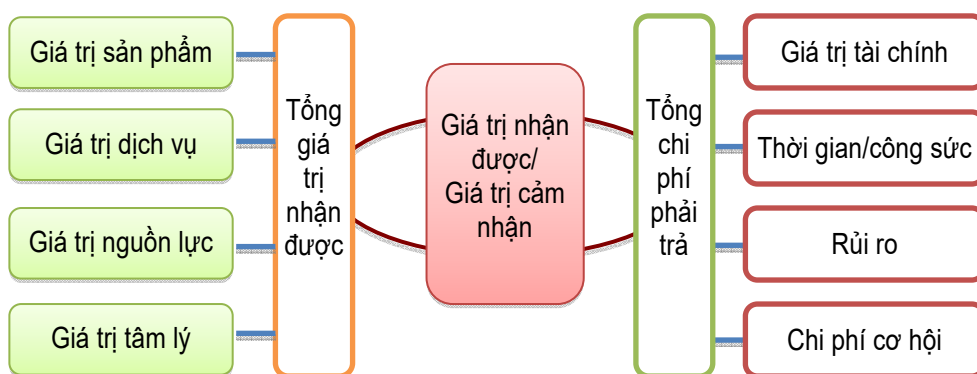 Giá trị sản phẩm
Giá trị dịch vụ
Giá trị nguồn lực
Giá trị tâm lý
Tổng
giá
trị
nhận
được
Giá trị nhận
được/
Giá trị cảm
nhận
Tổng
chi
phí
phải
trả
Giá trị tài chính
Thời gian/công sức
Rủi ro
Chi phí cơ hội